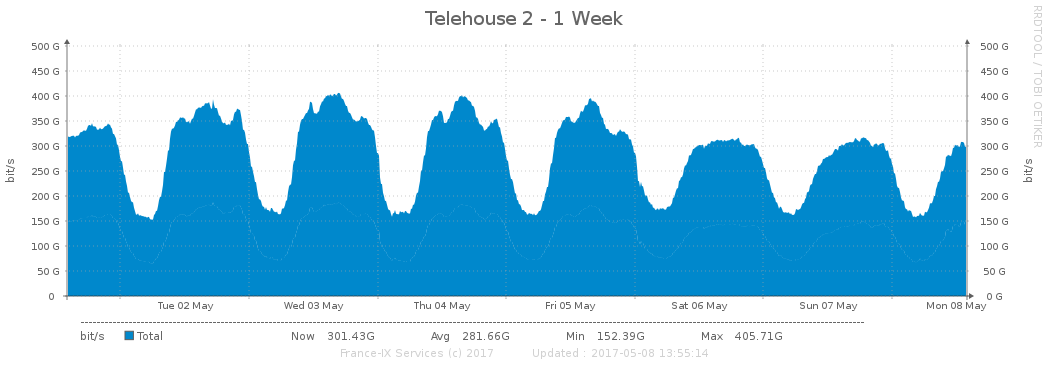 Telehouse 2 - 1 Week
RRDTOOL / TOBI OETIKER
bit/s
500 G 500 G
450 G 450 G
400 G 400 G
350 G 350 G
300 G 300 G
250 G 250 G
200 G 200 G
150 G 150 G
100 G 100 G
50 G 50 G
0 0 G
bit/s
Tue 02 May Wed 03 May Thu 04 May Fri 05 May Sat 06 May Sun 07 May Mon 08 May
bit/s Total Now 301.43G Avg 281.66G Min 152.39G Max 405.71G
France-IX Services (c) 2017 Updated : 2017-05-08 13:55:14